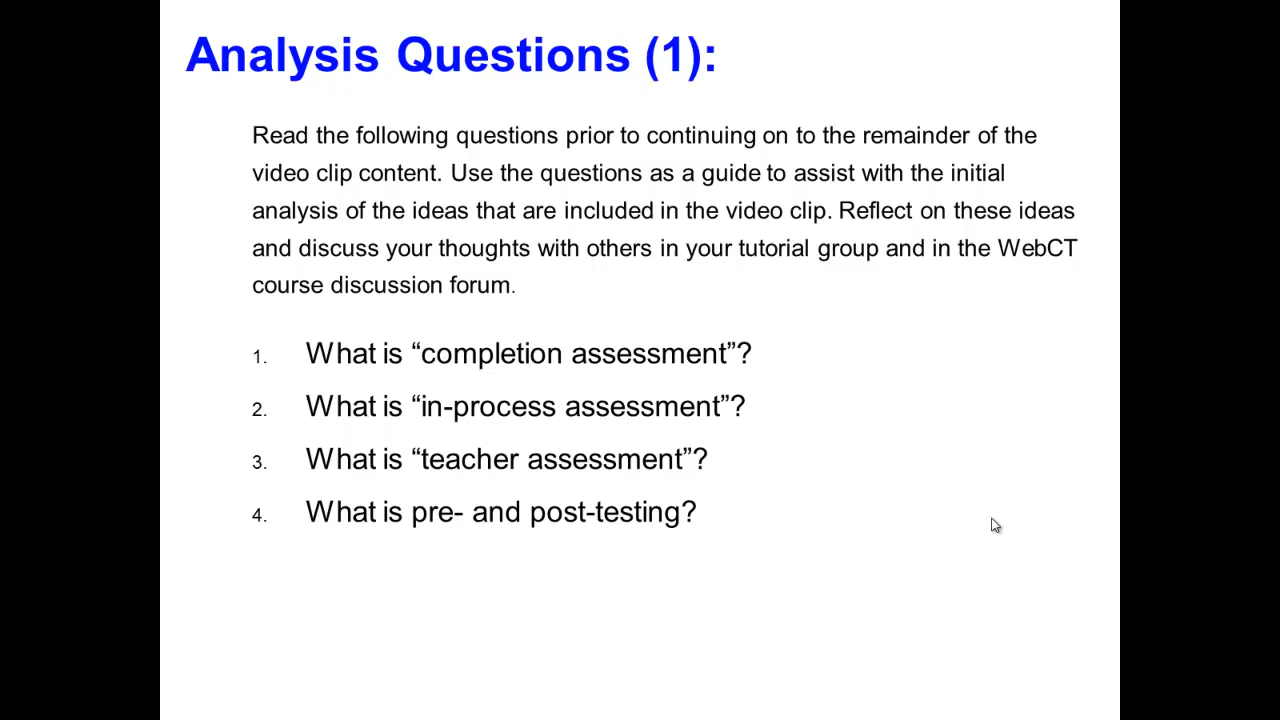 Analysis Questions (1):
Read the following questions prior to continuing on to the remainder of the
video clip content. Use the questions as a guide to assist with the initial
analysis of the ideas that are included in the video clip. Reflect on these ideas
and discuss your thoughts with others in your tutorial group and in the WebCT
course discussion forum.
1. What is “completion assessment”?
2. What is “in-process assessment”?
3. What is “teacher assessment”?
4. What is pre- and post-testing?